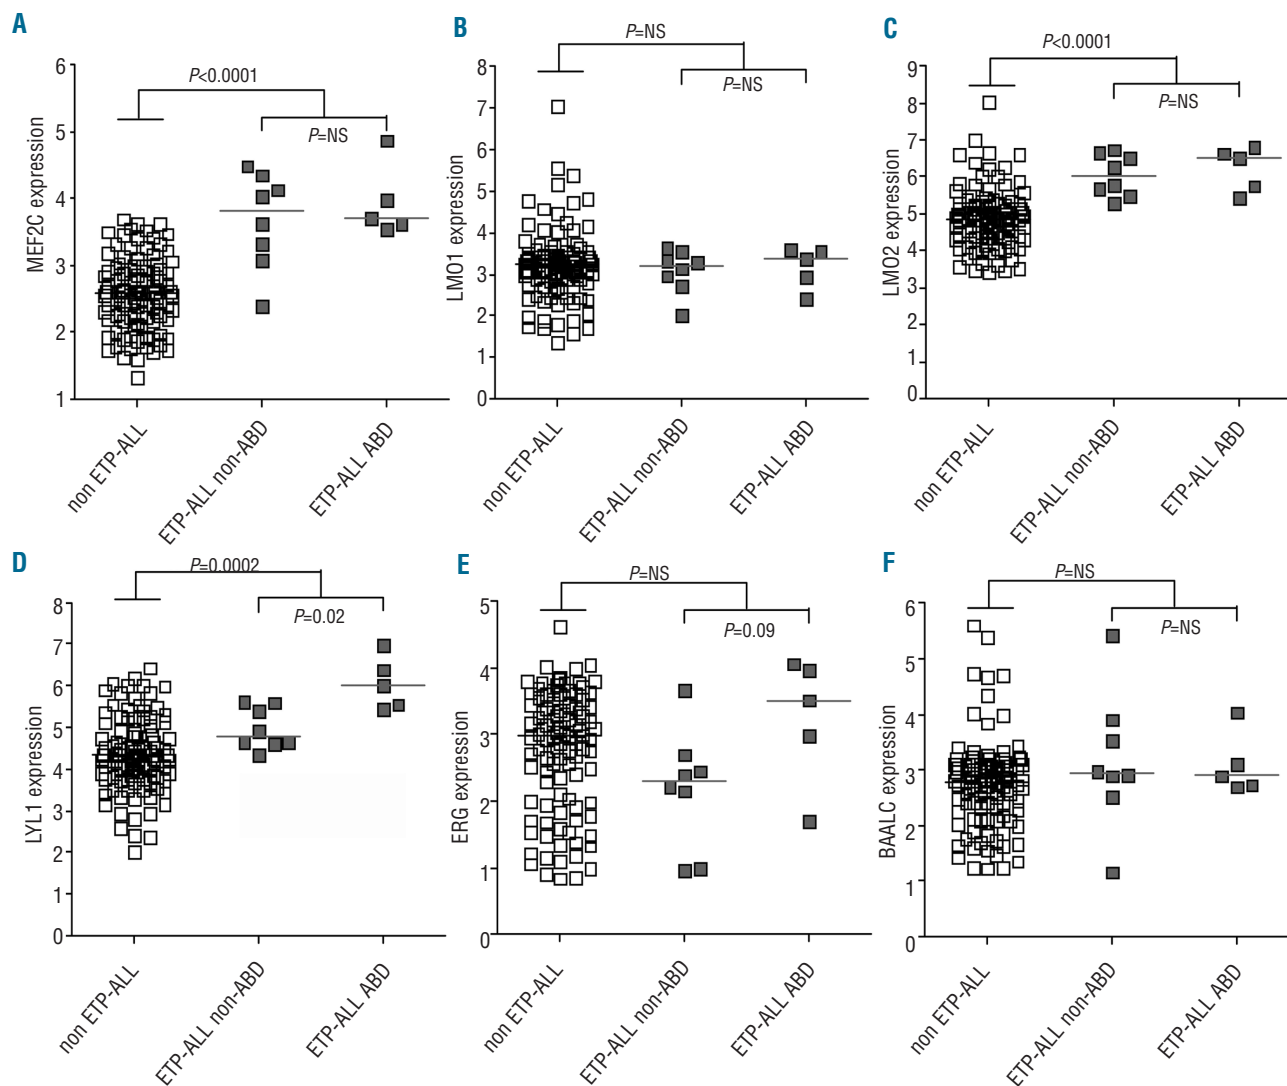 A
P<0.0001
P=NS
MEF2C expression
6
5
4
3
2
1
non ETP-ALL
ETP-ALL non-ABD
ETP-ALL ABD
B
P=NS
P=NS
LMO1 expression
8
7
6
5
4
3
2
1
0
non ETP-ALL
ETP-ALL non-ABD
ETP-ALL ABD
C
P<0.0001
P=NS
LMO2 expression
9
8
7
6
5
4
3
2
1
0
non ETP-ALL
ETP-ALL non-ABD
ETP-ALL ABD
D
P=0.0002
P=0.02
LYL1 expression
8
7
6
5
4
3
2
1
0
non ETP-ALL
ETP-ALL non-ABD
ETP-ALL ABD
E
P=NS
P=0.09
ERG expression
5
4
3
2
1
0
non ETP-ALL
ETP-ALL non-ABD
ETP-ALL ABD
F
P=NS
P=NS
BAALC expression
6
5
4
3
2
1
0
non ETP-ALL
ETP-ALL non-ABD
ETP-ALL ABD